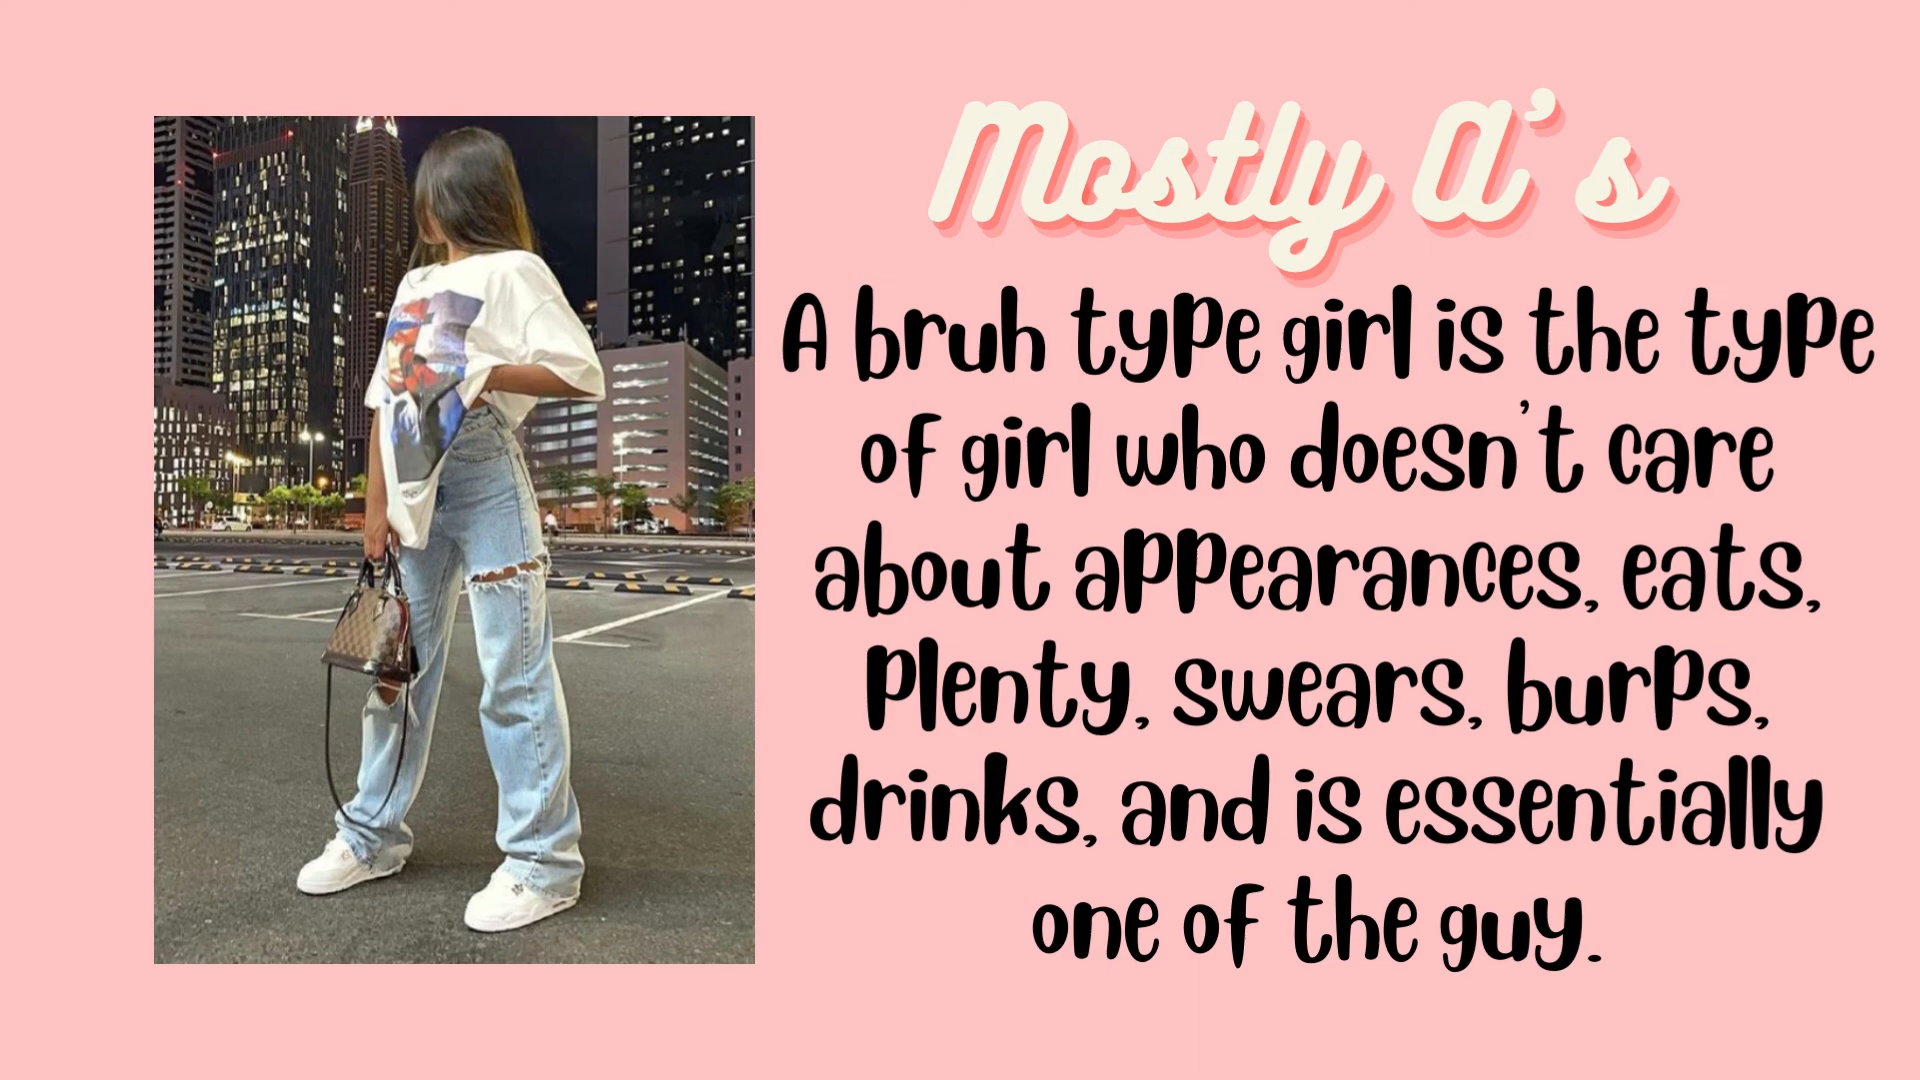 Mostly A's
A bruh type girl is the type
of girl who doesn't care
about appearances, eats,
plenty, swears, burps,
drinks, and is essentially
one of the guy.